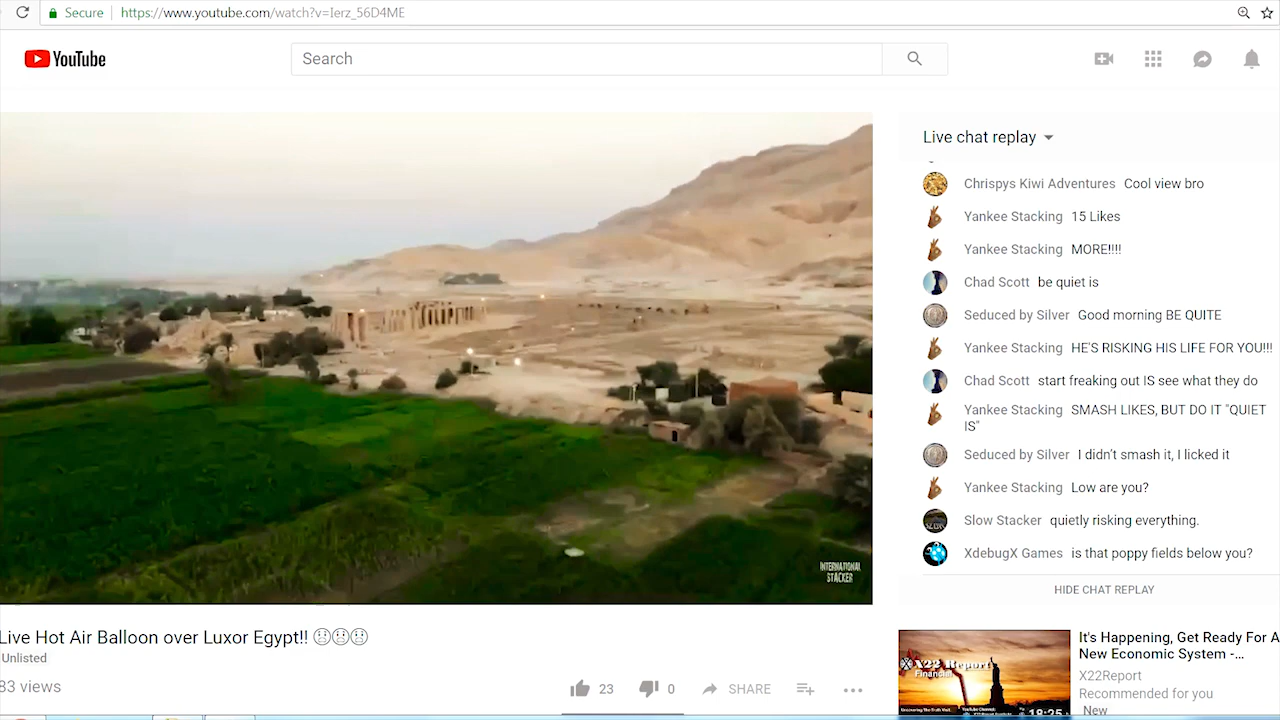 Secure
https://www.youtube.com/watch?v=Ierz_56D4ME
YouTube
Search
INTERNATIONAL
STACKER
Live chat replay
Chrispys Kiwi Adventures Cool view bro
Yankee Stacking 15 Likes
Yankee Stacking MORE!!!!
Chad Scott be quiet is
Seduced by Silver Good morning BE QUITE
Yankee Stacking HE'S RISKING HIS LIFE FOR YOU!!!
Chad Scott start freaking out IS see what they do
Yankee Stacking SMASH LIKES, BUT DO IT "QUIET
IS"
Seduced by Silver I didn't smash it, I licked it
Yankee Stacking Low are you?
Slow Stacker quietly risking everything.
XdebugX Games is that poppy fields below you?
HIDE CHAT REPLAY
Live Hot Air Balloon over Luxor Egypt!!
Unlisted
83 views
23
0
SHARE
X22 Report
Financial
18:25
It's Happening, Get Ready For A
New Economic System -...
X22Report
Recommended for you
New